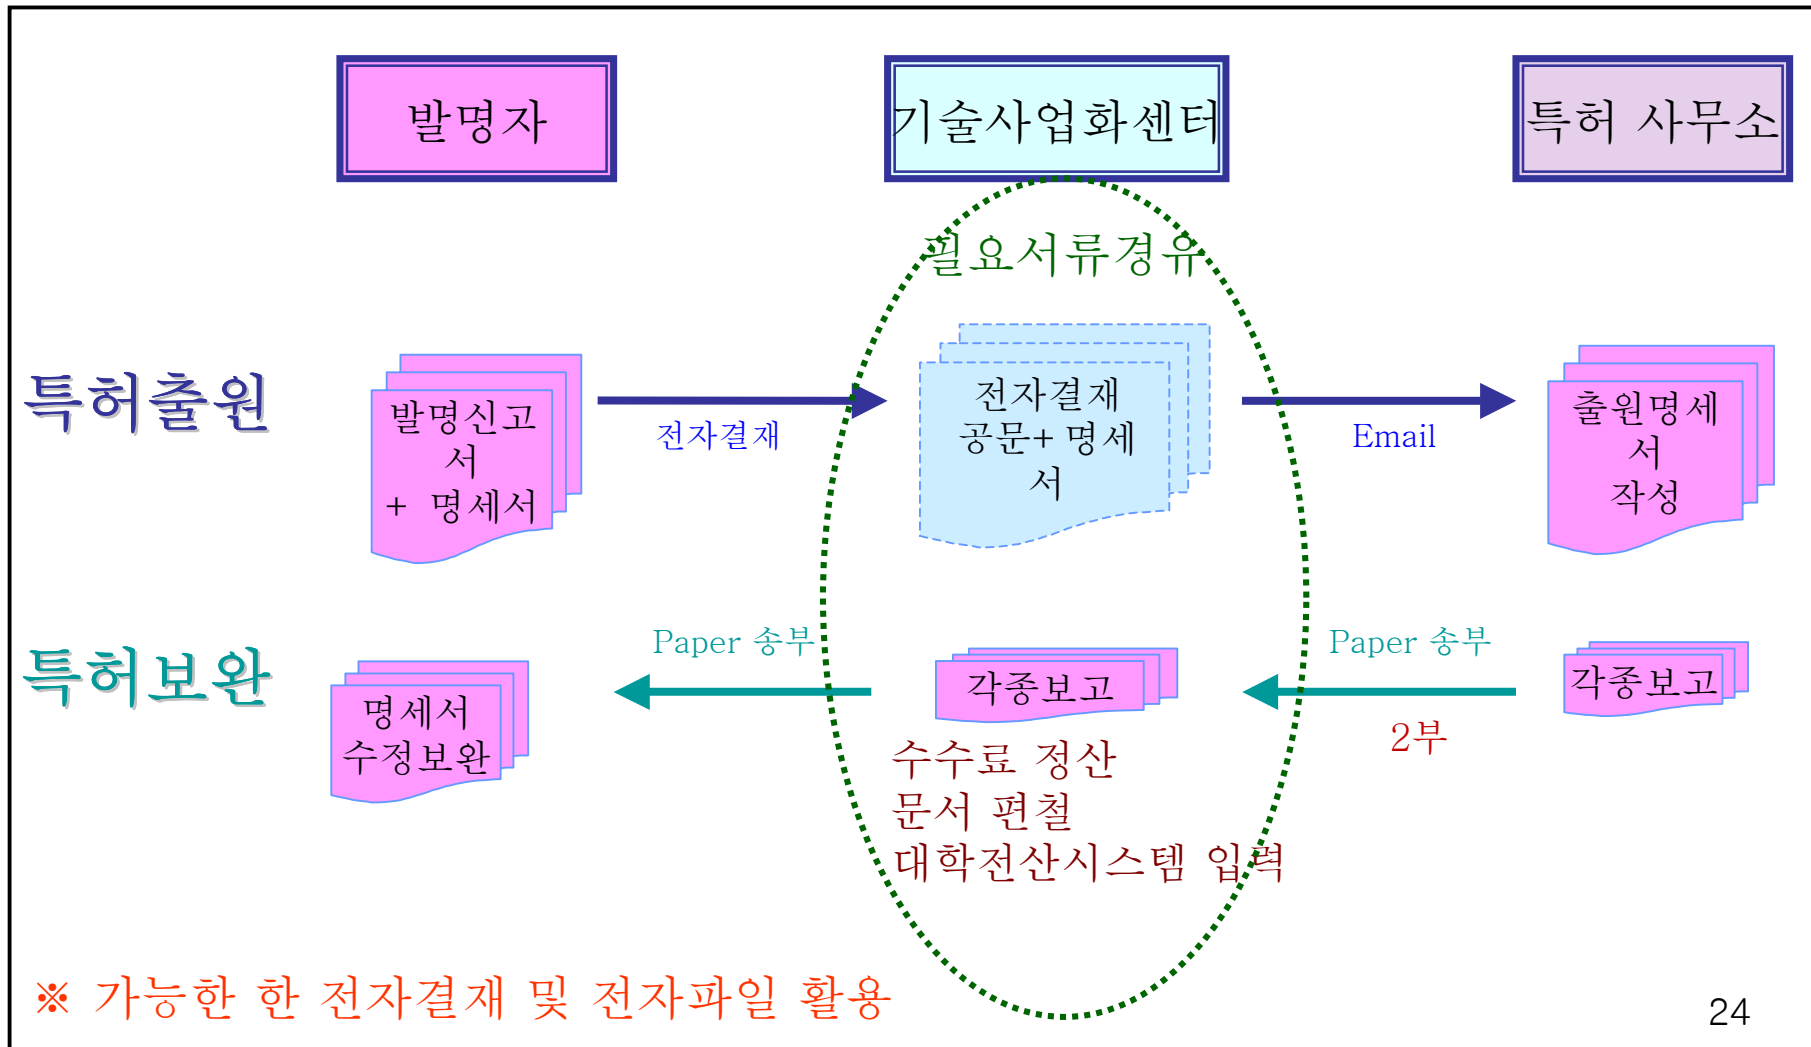 발명자
기술사업화센터
특허 사무소
필요서류경유
특허출원
발명신고
서
+ 명세서
전자결재
전자결재
공문+ 명세
서
Email
출원명세
서
작성
특허보완
명세서
수정보완
Paper 송부
각종보고
Paper 송부
2부
각종보고
수수료 정산
문서 편철
대학전산시스템 입력
※ 가능한 한 전자결재 및 전자파일 활용
24